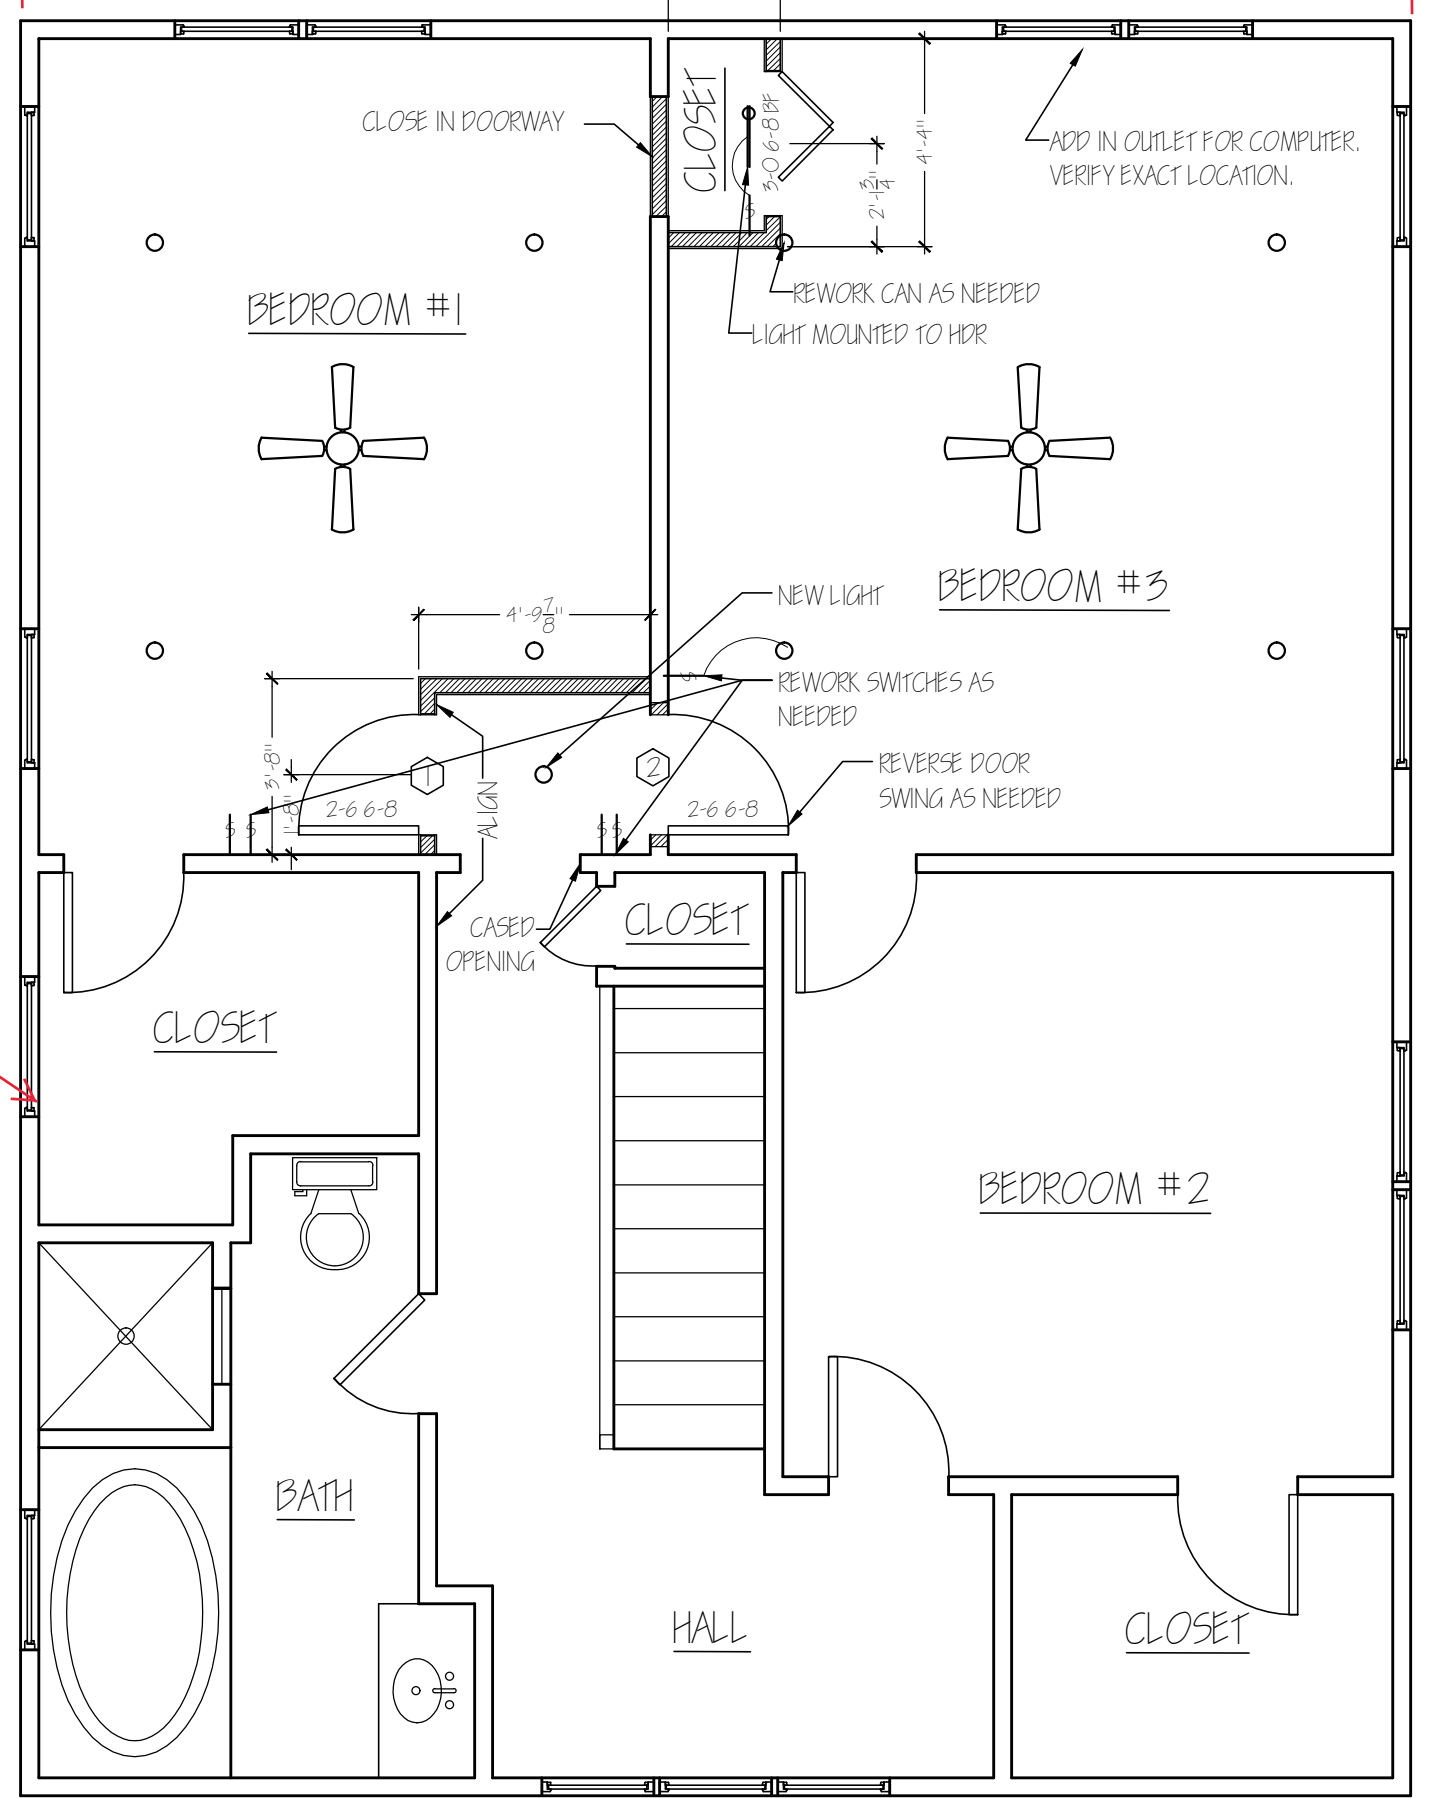 CLOSE IN DOORWAY
CLOSET
3-0 6-8 BF
S
2'-1 3/4"
4'-4"
ADD IN OUTLET FOR COMPUTER.
VERIFY EXACT LOCATION.
REWORK CAN AS NEEDED
LIGHT MOUNTED TO HDR
BEDROOM #1
BEDROOM #3
NEW LIGHT
4'-9 7/8"
S
REWORK SWITCHES AS
NEEDED
3'-8"
1'-8"
1
2
2-6 6-8
2-6 6-8
REVERSE DOOR
SWING AS NEEDED
ALIGN
S S
S S
CASED
OPENING
CLOSET
CLOSET
BEDROOM #2
BATH
HALL
CLOSET